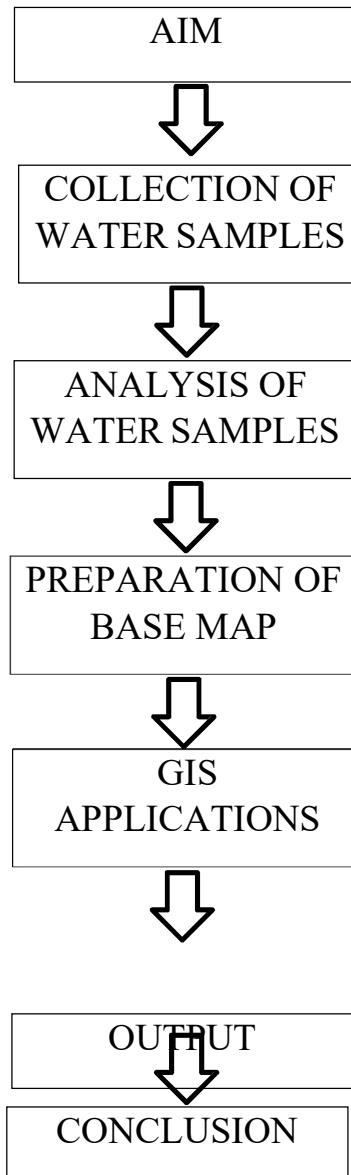 AIM
COLLECTION OF
WATER SAMPLES
ANALYSIS OF
WATER SAMPLES
PREPARATION OF
BASE MAP
GIS
APPLICATIONS
OUTPUT
CONCLUSION